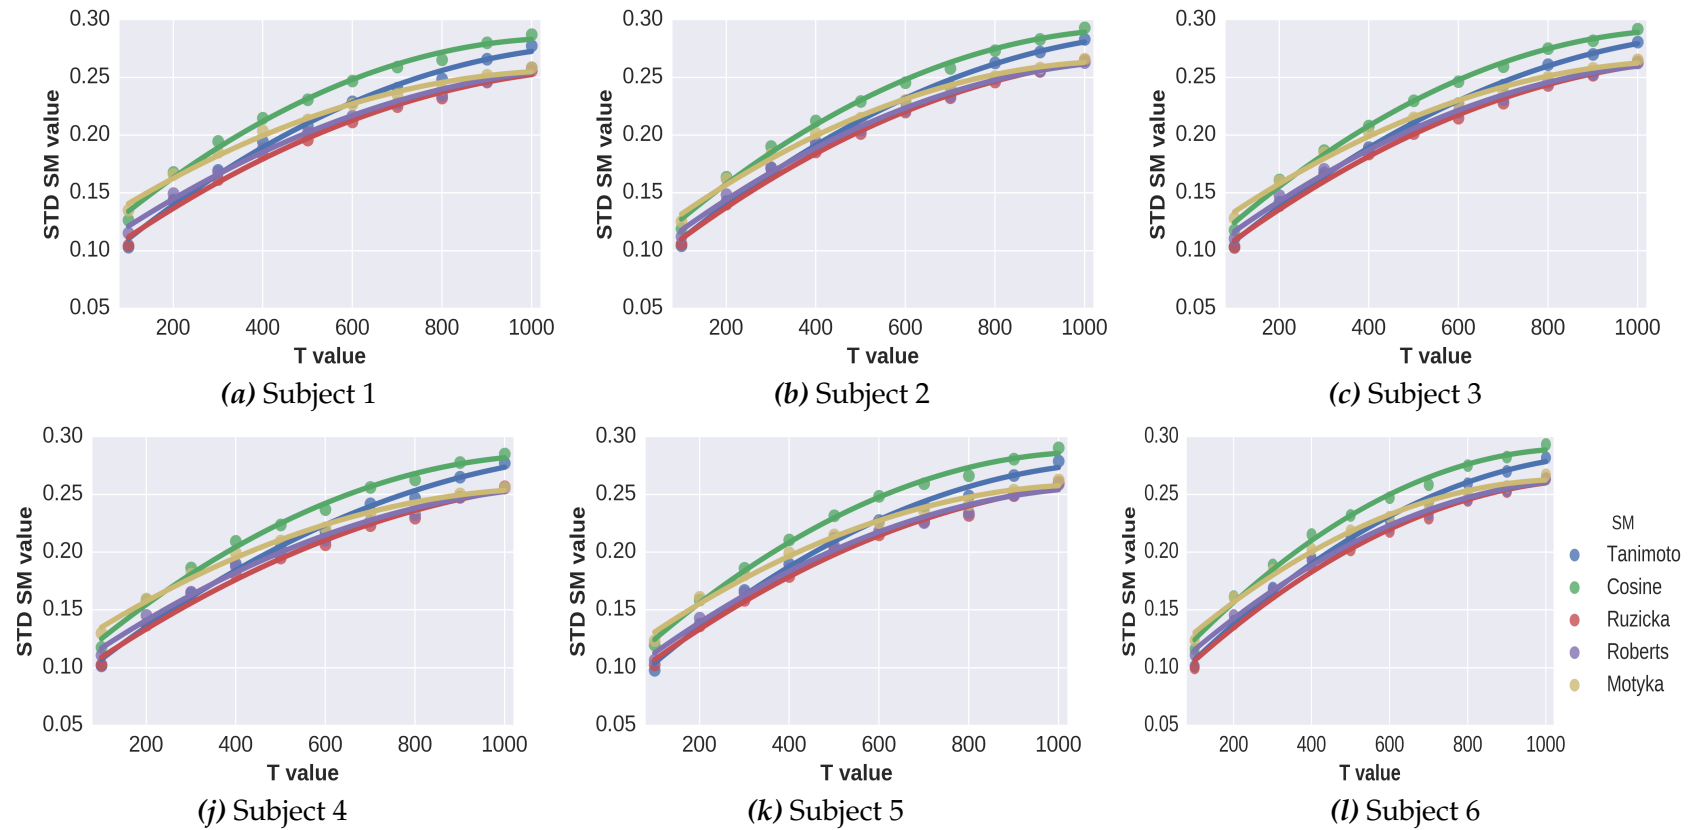 0.30 0.25 0.20 0.15 0.10 0.05
STD SM value
200 400 600 800 1000
T value
(a) Subject 1
0.30 0.25 0.20 0.15 0.10 0.05
STD SM value
200 400 600 800 1000
T value
(b) Subject 2
0.30 0.25 0.20 0.15 0.10 0.05
STD SM value
200 400 600 800 1000
T value
(c) Subject 3
0.30 0.25 0.20 0.15 0.10 0.05
STD SM value
200 400 600 800 1000
T value
(j) Subject 4
0.30 0.25 0.20 0.15 0.10 0.05
STD SM value
200 400 600 800 1000
T value
(k) Subject 5
0.30 0.25 0.20 0.15 0.10 0.05
STD SM value
200 400 600 800 1000
T value
(l) Subject 6
SM
Tanimoto
Cosine
Ruzicka
Roberts
Motyka